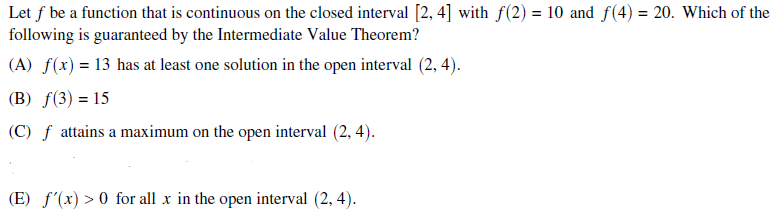 Let f be a function that is continuous on the closed interval [2, 4] with f(2) = 10 and f(4) = 20. Which of the
following is guaranteed by the Intermediate Value Theorem?
(A) f(x) = 13 has at least one solution in the open interval (2, 4).
(B) f(3) = 15
(C) f attains a maximum on the open interval (2, 4).
(E) f′(x) > 0 for all x in the open interval (2, 4).